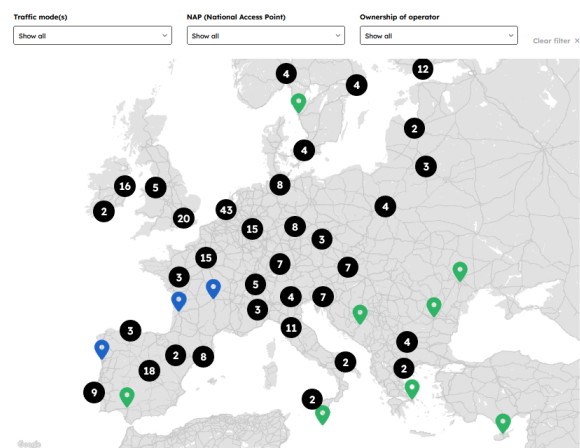 Traffic mode(s) NAP (National Access Point) Ownership of operator
Show all Show all Show all
Clear filter ×
4 4 12
2
4
3
16 5 8
2 20 43 4
15 8
3
15
3 7 7
5
4 7
3
11
3
4
2 8 2 2
18
9 2
Google